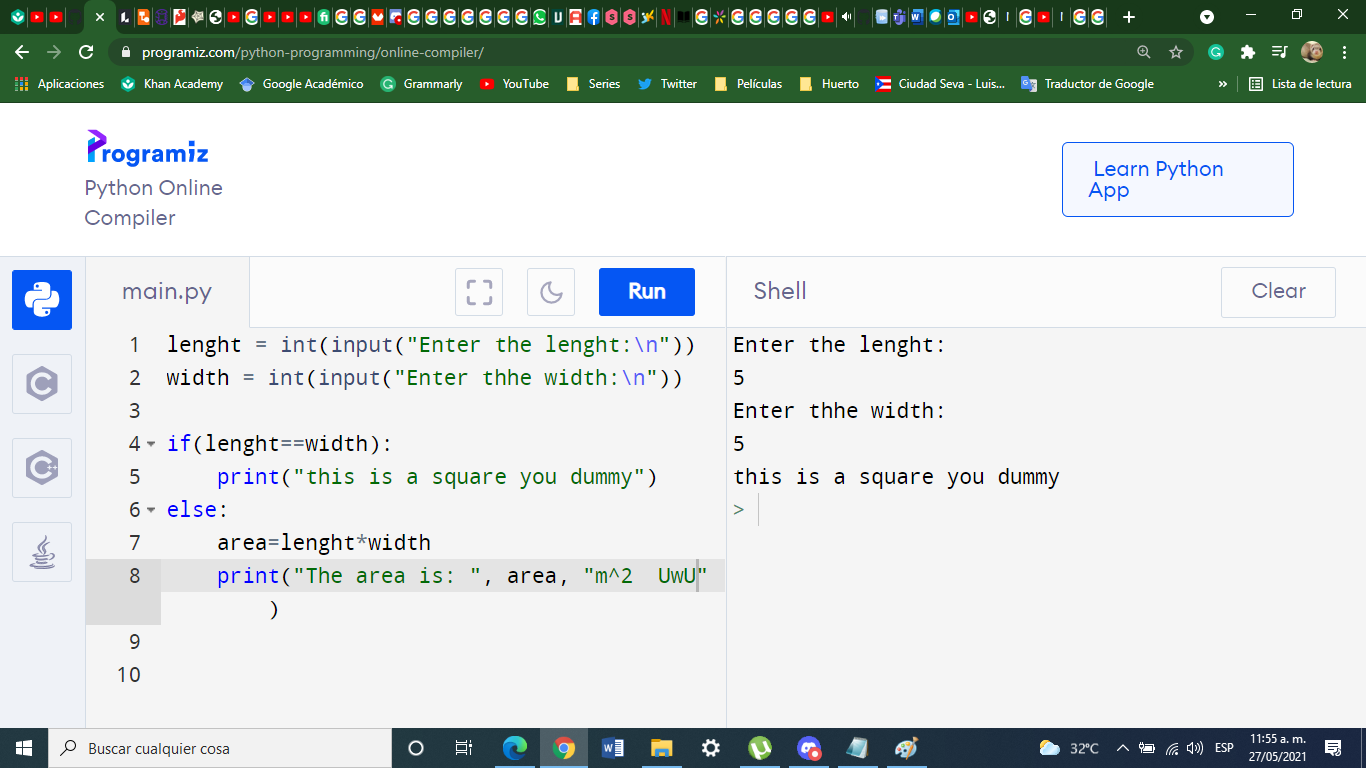 programiz.com/python-programming/online-compiler/
Aplicaciones Khan Academy Google Académico Grammarly YouTube Series Twitter Películas Huerto Ciudad Seva - Luis... Traductor de Google » Lista de lectura
Programiz
Python Online
Compiler
Learn Python
App
main.py
Run
Shell
Clear
1 lenght = int(input("Enter the lenght:\n"))
2 width = int(input("Enter thhe width:\n"))
3
4 if(lenght==width):
5     print("this is a square you dummy")
6 else:
7     area=lenght*width
8     print("The area is: ", area, "m^2  UwU"
        )
9
10
Enter the lenght:
5
Enter thhe width:
5
this is a square you dummy
>
Buscar cualquier cosa
32°C
ESP
11:55 a. m.
27/05/2021